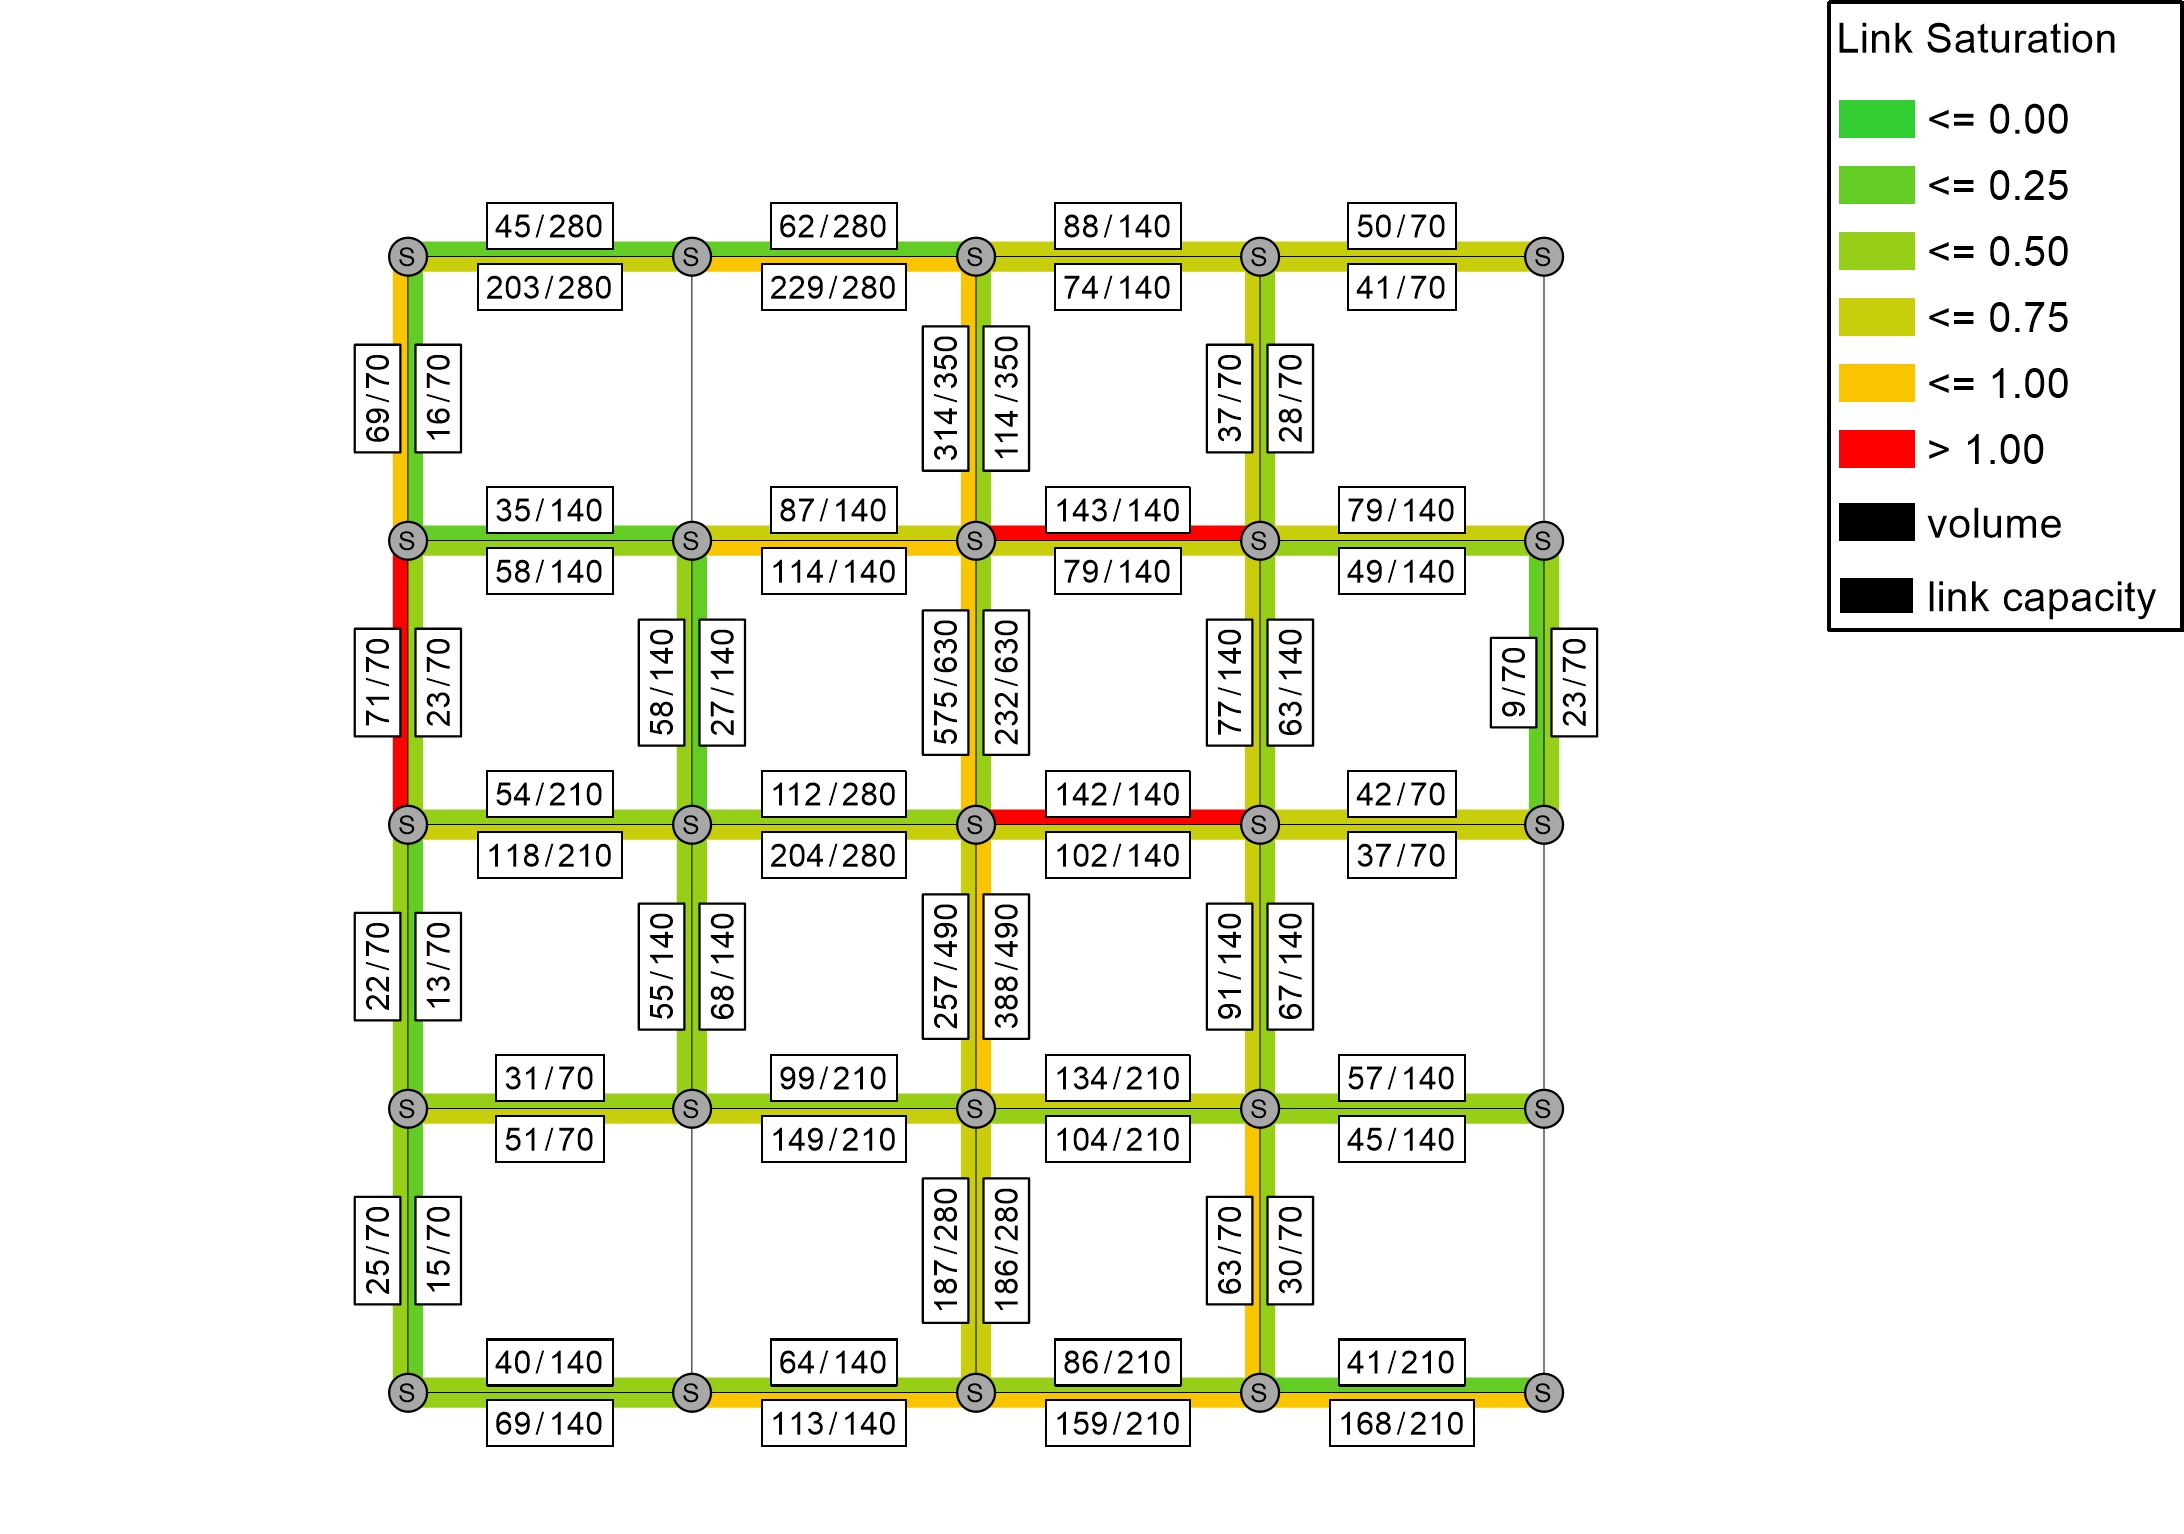 Link Saturation
<= 0.00
<= 0.25
<= 0.50
<= 0.75
<= 1.00
> 1.00
volume
link capacity
45/280
62/280
88/140
50/70
S
S
S
S
S
203/280
229/280
74/140
41/70
69/70
16/70
314/350
114/350
37/70
28/70
35/140
87/140
143/140
79/140
S
S
S
S
S
58/140
114/140
79/140
49/140
71/70
23/70
58/140
27/140
575/630
232/630
77/140
63/140
9/70
23/70
54/210
112/280
142/140
42/70
S
S
S
S
S
118/210
204/280
102/140
37/70
22/70
13/70
55/140
68/140
257/490
388/490
91/140
67/140
31/70
99/210
134/210
57/140
S
S
S
S
S
51/70
149/210
104/210
45/140
25/70
15/70
187/280
186/280
63/70
30/70
40/140
64/140
86/210
41/210
S
S
S
S
S
69/140
113/140
159/210
168/210